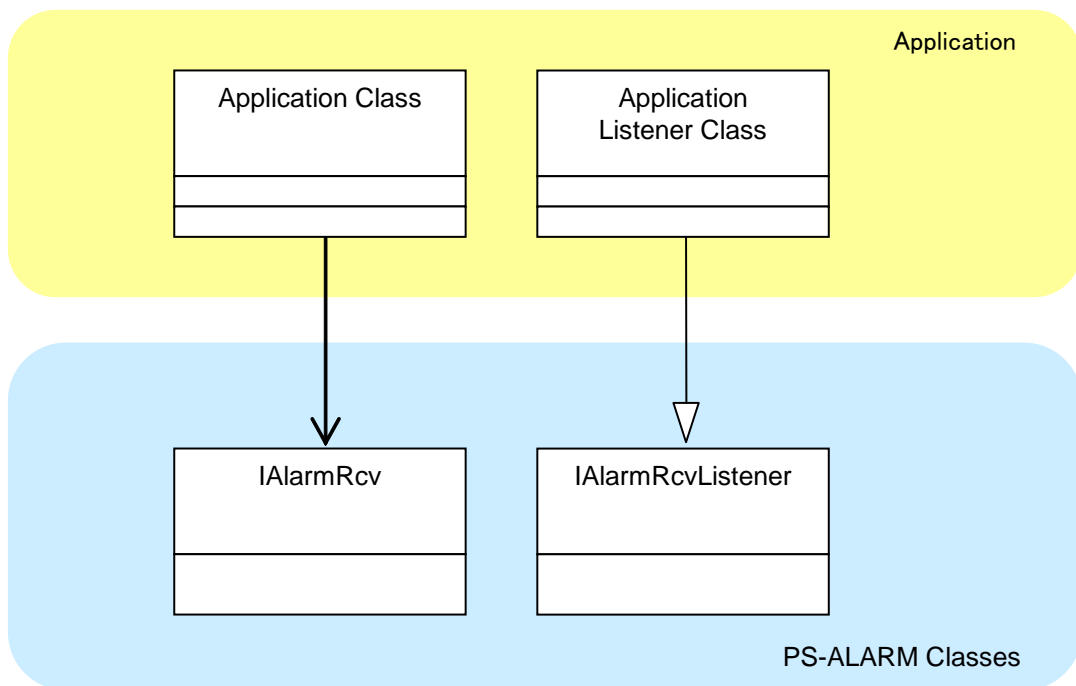 Application
Application Class
Application
Listener Class
IAlarmRcv
IAlarmRcvListener
PS-ALARM Classes